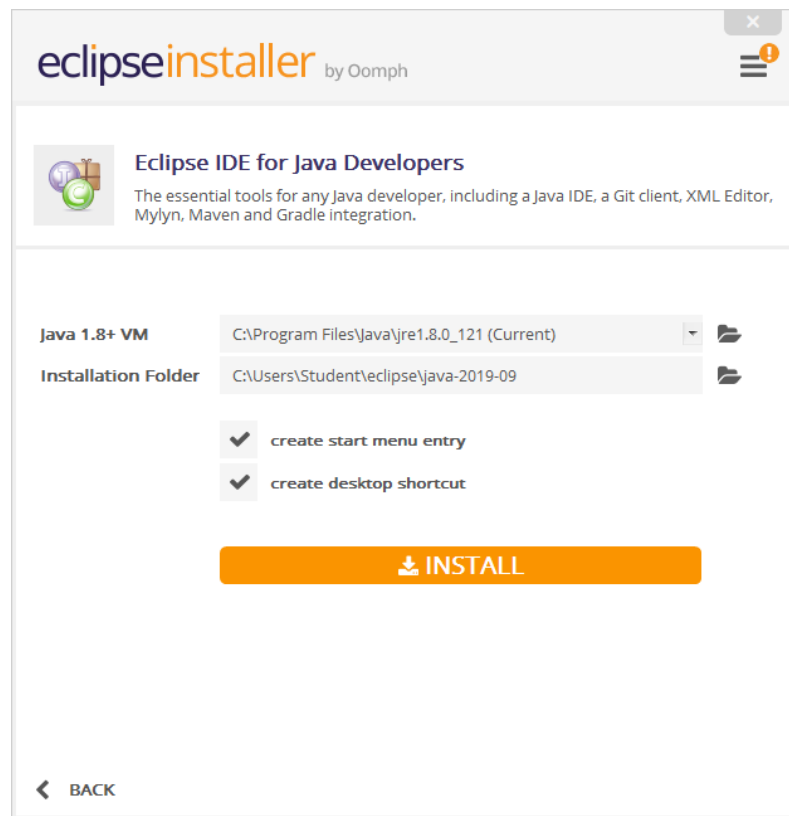 eclipseinstaller by Oomph
Eclipse IDE for Java Developers
The essential tools for any Java developer, including a Java IDE, a Git client, XML Editor,
Mylyn, Maven and Gradle integration.
Java 1.8+ VM C:\Program Files\Java\jre1.8.0_121 (Current)
Installation Folder C:\Users\Student\eclipse\java-2019-09
create start menu entry
create desktop shortcut
INSTALL
BACK